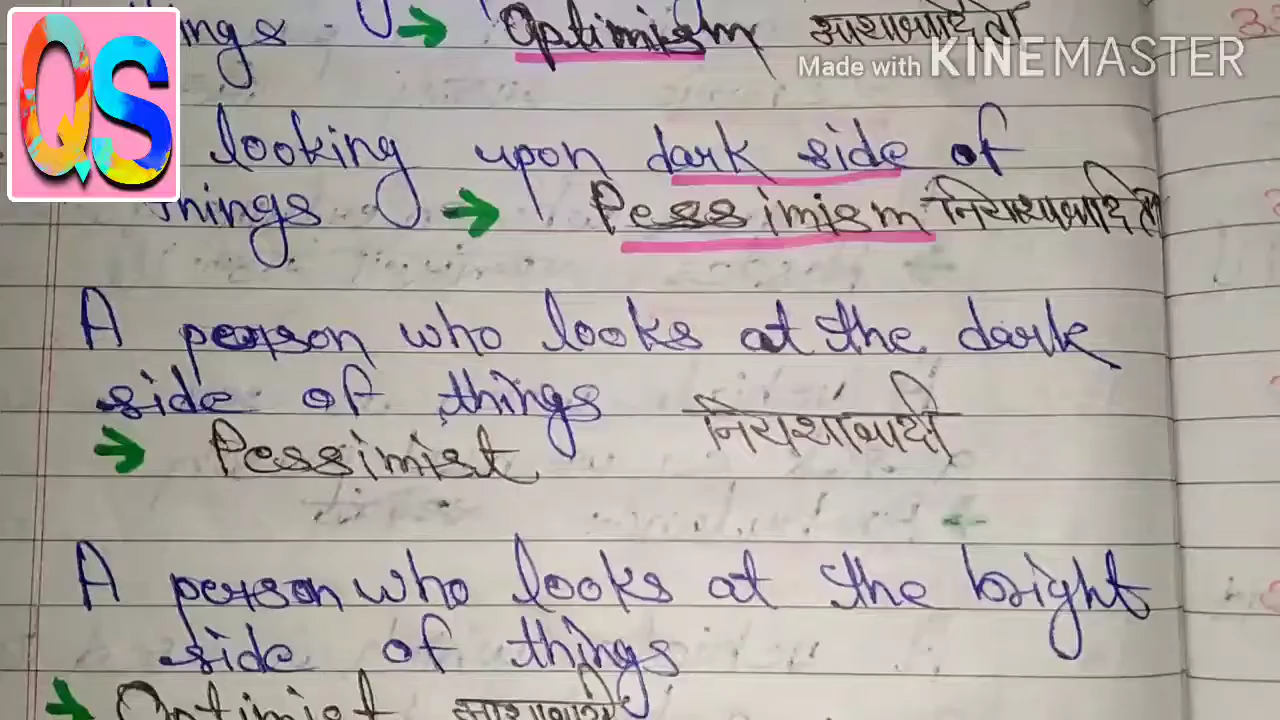 QS
things → Optimism आशावादिता
Made with KINEMASTER
looking upon dark side of
things → Pessimism निराशावादिता
A person who looks at the dark
side of things निराशावादी
→ Pessimist
A person who looks at the bright
side of things
→ Optimist आशावादी